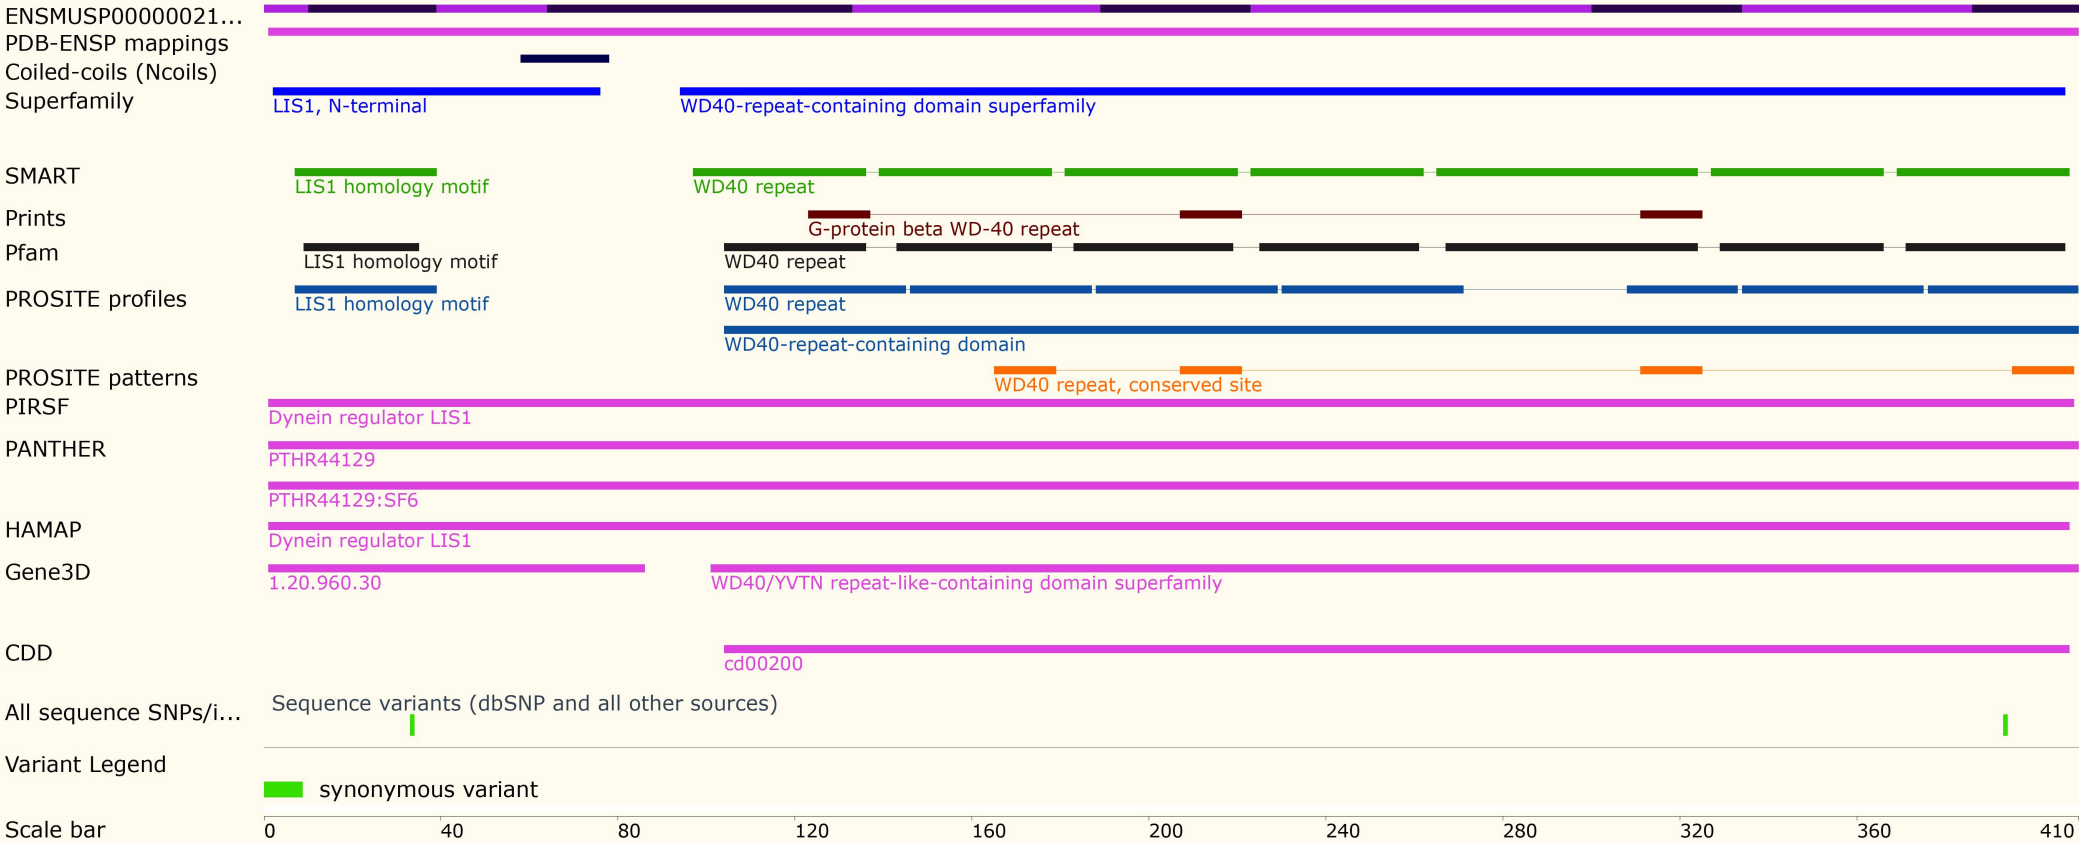 ENSMUSP00000021...
PDB-ENSP mappings
Coiled-coils (Ncoils)
Superfamily
LIS1, N-terminal WD40-repeat-containing domain superfamily
SMART
LIS1 homology motif WD40 repeat
Prints
G-protein beta WD-40 repeat
Pfam
LIS1 homology motif WD40 repeat
PROSITE profiles
LIS1 homology motif WD40 repeat
WD40-repeat-containing domain
PROSITE patterns
WD40 repeat, conserved site
PIRSF
Dynein regulator LIS1
PANTHER
PTHR44129
PTHR44129:SF6
HAMAP
Dynein regulator LIS1
Gene3D
1.20.960.30 WD40/YVTN repeat-like-containing domain superfamily
CDD
cd00200
Sequence variants (dbSNP and all other sources)
All sequence SNPs/i...
Variant Legend
synonymous variant
Scale bar 0 40 80 120 160 200 240 280 320 360 410